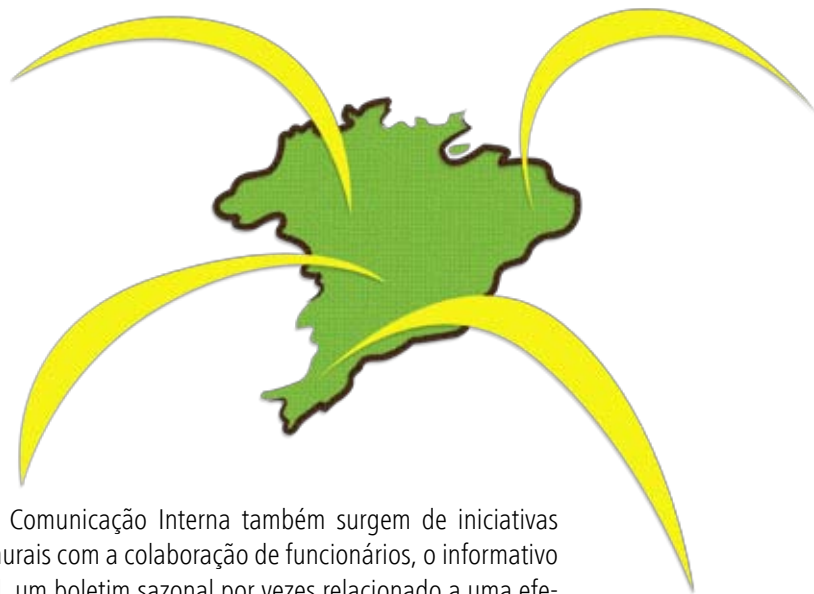 Comunicação Interna também surgem de iniciativas
murais com a colaboração de funcionários, o informativo
um boletim sazonal por vezes relacionado a uma efe-